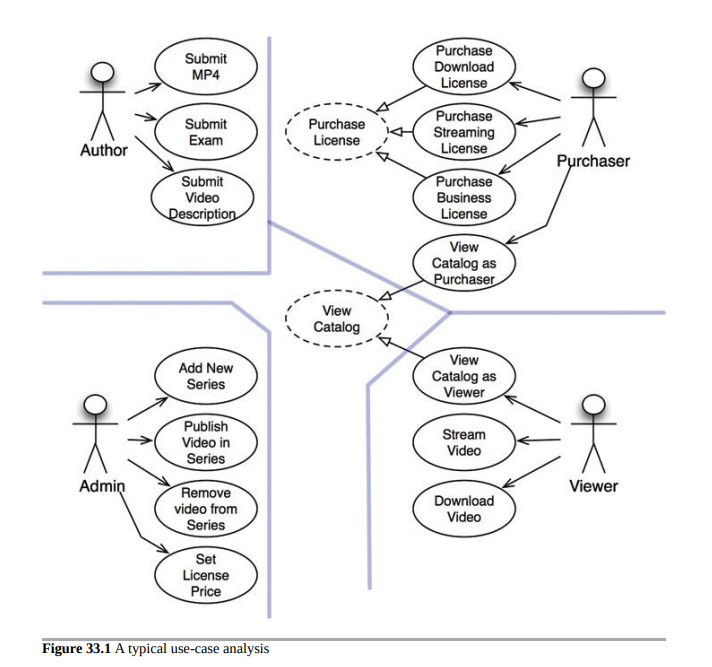 Submit
MP4
Submit
Exam
Submit
Video
Description
Author
Purchase
Download
License
Purchase
Streaming
License
Purchase
Business
License
View
Catalog as
Purchaser
Purchase
License
Purchaser
View
Catalog
Add New
Series
Publish
Video in
Series
Remove
video from
Series
Set
License
Price
Admin
View
Catalog as
Viewer
Stream
Video
Download
Video
Viewer
Figure 33.1 A typical use-case analysis